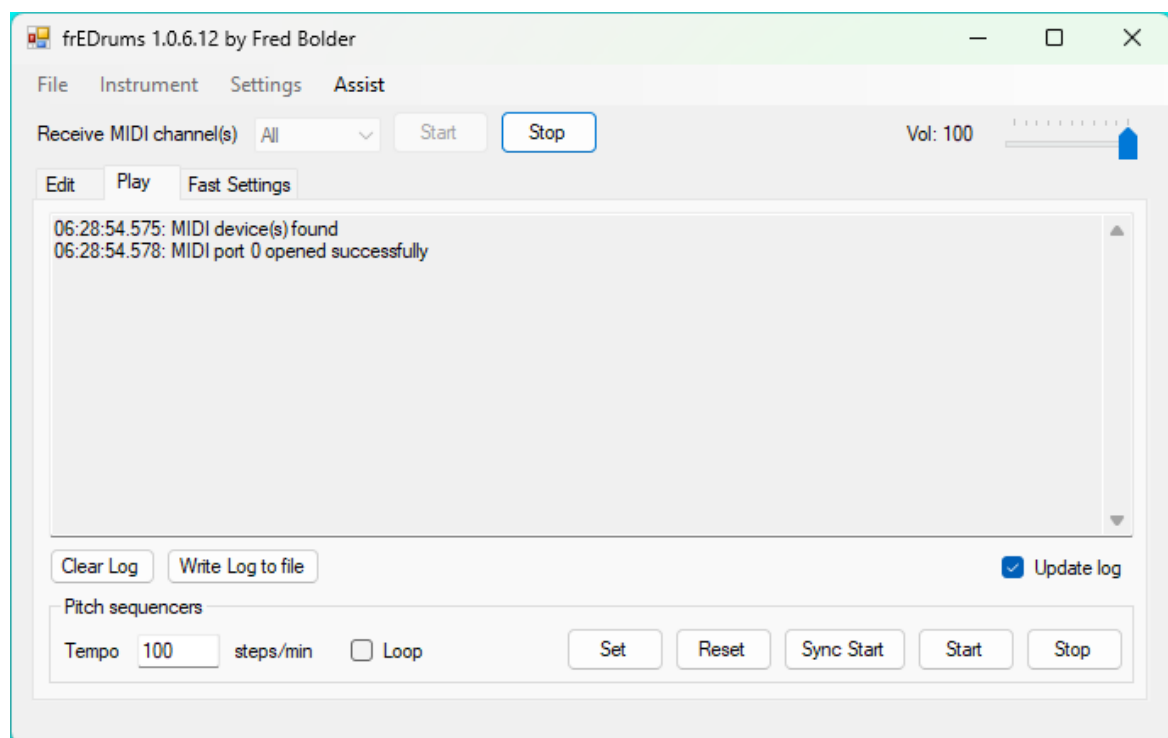 frEDrums 1.0.6.12 by Fred Bolder
File Instrument Settings Assist
Receive MIDI channel(s) All Start Stop Vol: 100
Edit Play Fast Settings
06:28:54.575: MIDI device(s) found
06:28:54.578: MIDI port 0 opened successfully
Clear Log Write Log to file Update log
Pitch sequencers
Tempo 100 steps/min Loop Set Reset Sync Start Start Stop